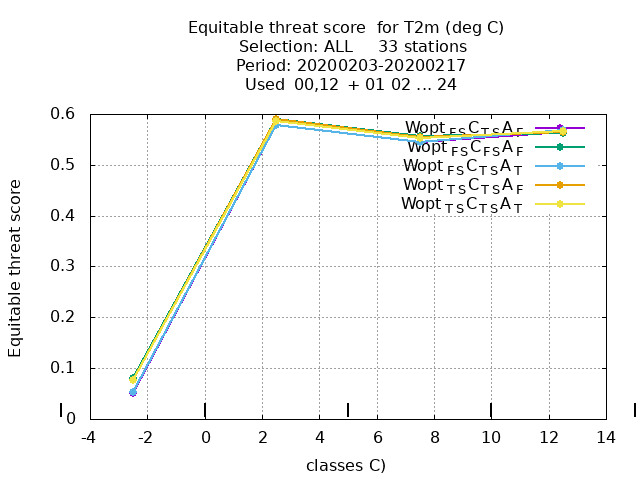 Equitable threat score for T2m (deg C)
Selection: ALL 33 stations
Period: 20200203-20200217
Used 00,12 + 01 02 ... 24
Equitable threat score
0.6
0.5
0.4
0.3
0.2
0.1
0
Wopt FS C TS A F
Wopt FS C FS A F
Wopt FS C TS A T
Wopt TS C TS A F
Wopt TS C TS A T
-4 -2 0 2 4 6 8 10 12 14
classes C)